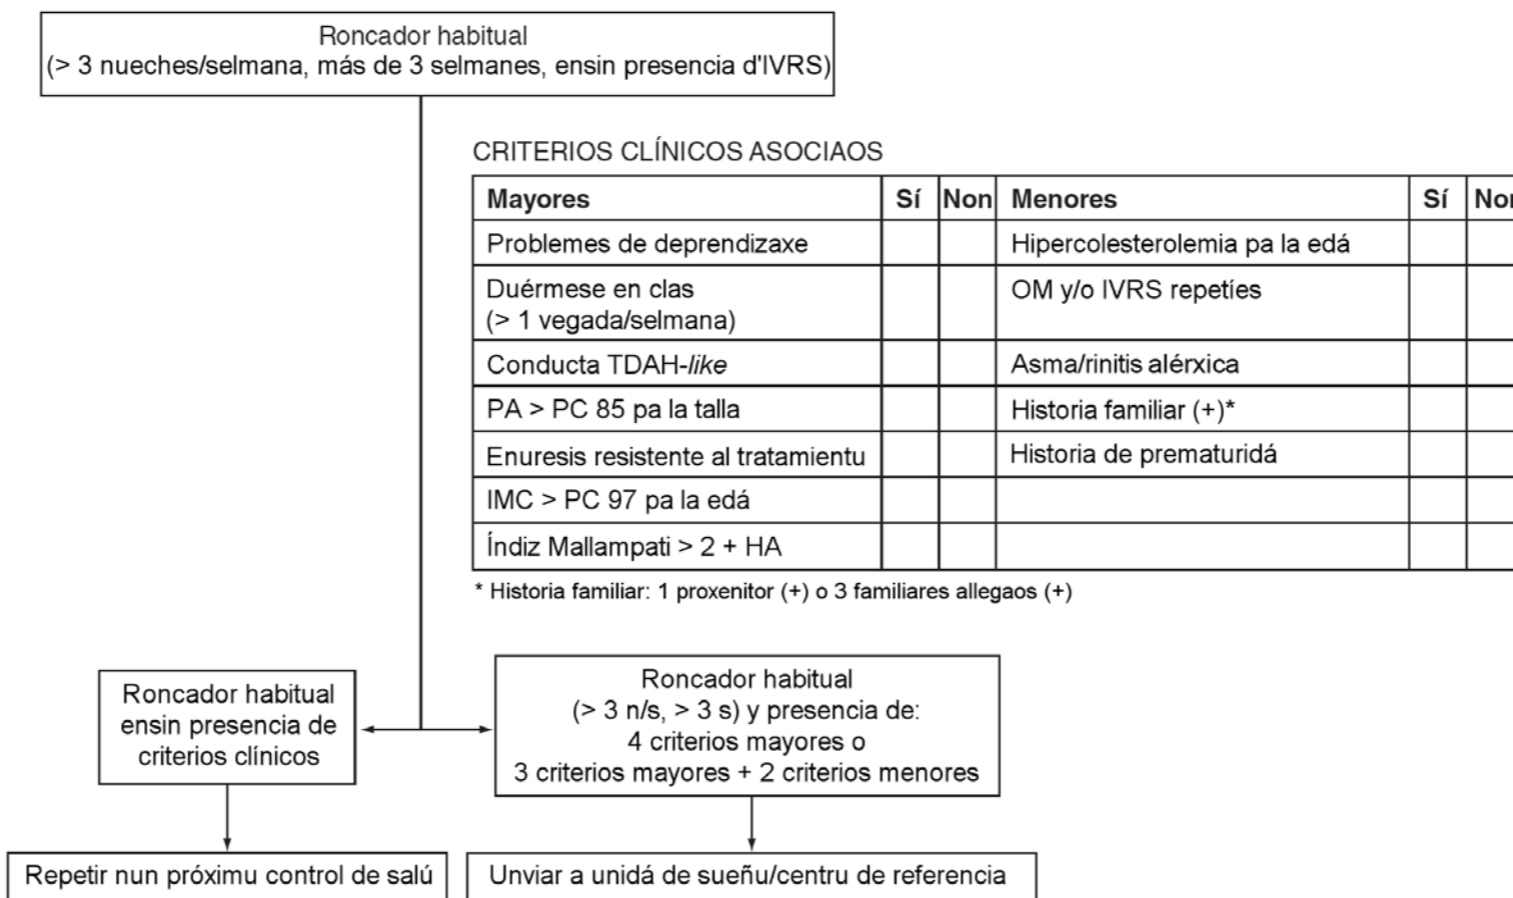 Roncador habitual
(> 3 nueches/selmana, más de 3 selmanes, ensin presencia d'IVRS)
CRITERIOS CLÍNICOS ASOCIAOS
Mayores Sí Non Menores Sí
Problemes de deprendizaxe Hipercolesterolemia pa la edá
Duérmese en clas OM y/o IVRS repetíes
(> 1 vegada/selmana)
Conducta TDAH-like Asma/rinitis alérxica
PA > PC 85 pa la talla Historia familiar (+)*
Enuresis resistente al tratamientu Historia de prematuridá
IMC > PC 97 pa la edá
Índiz Mallampati > 2 + HA
* Historia familiar: 1 proxenitor (+) o 3 familiares allegaos (+)
Roncador habitual
ensin presencia de
criterios clínicos
Roncador habitual
(> 3 n/s, > 3 s) y presencia de:
4 criterios mayores o
3 criterios mayores + 2 criterios menores
Repetir nun próximu control de salú
Unviar a unidá de sueñu/centru de referencia